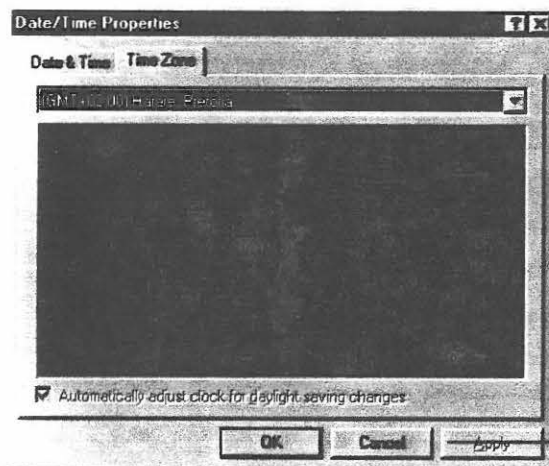 Date/Time Properties
Date & Time Time Zone
(GMT+02:00) Harare, Pretoria
Automatically adjust clock for daylight saving changes
OK Cancel Apply